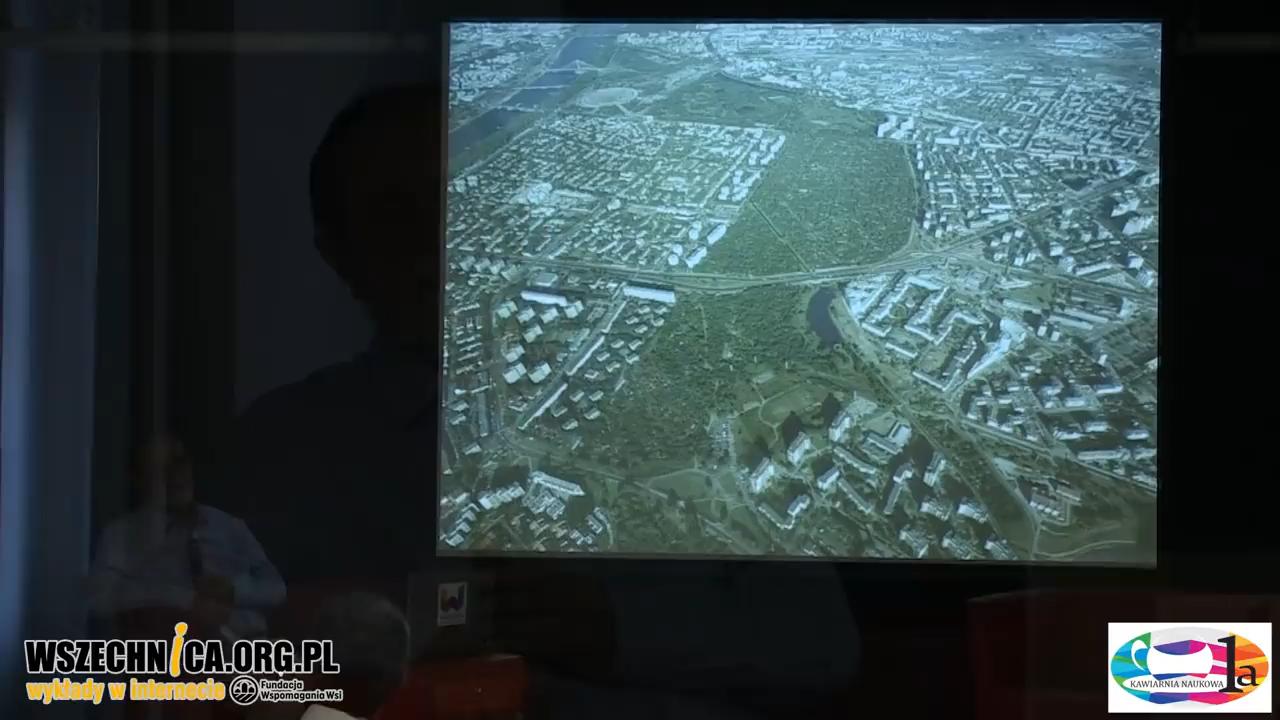 WSZECHNICA.ORG.PL
wykłady w internecie
Fundacja
Wspomagania Wsi
1a
KAWIARNIA NAUKOWA